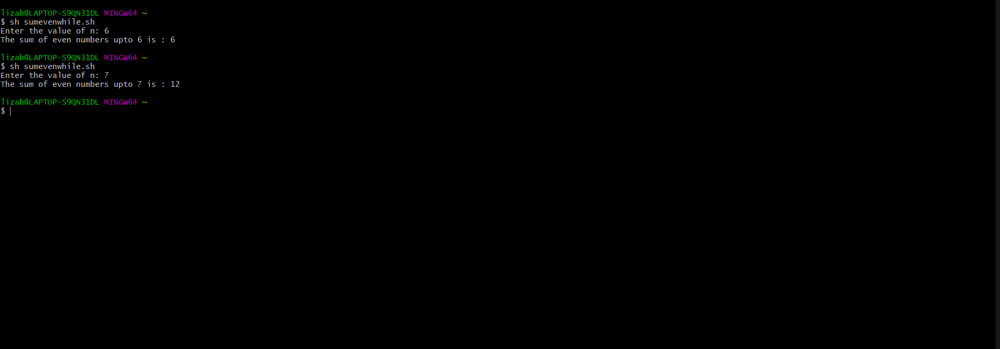 lizab@LAPTOP-S9QN31DL MINGW64 ~
$ sh sumevenwhile.sh
Enter the value of n: 6
The sum of even numbers upto 6 is : 6
lizab@LAPTOP-S9QN31DL MINGW64 ~
$ sh sumevenwhile.sh
Enter the value of n: 7
The sum of even numbers upto 7 is : 12
lizab@LAPTOP-S9QN31DL MINGW64 ~
$